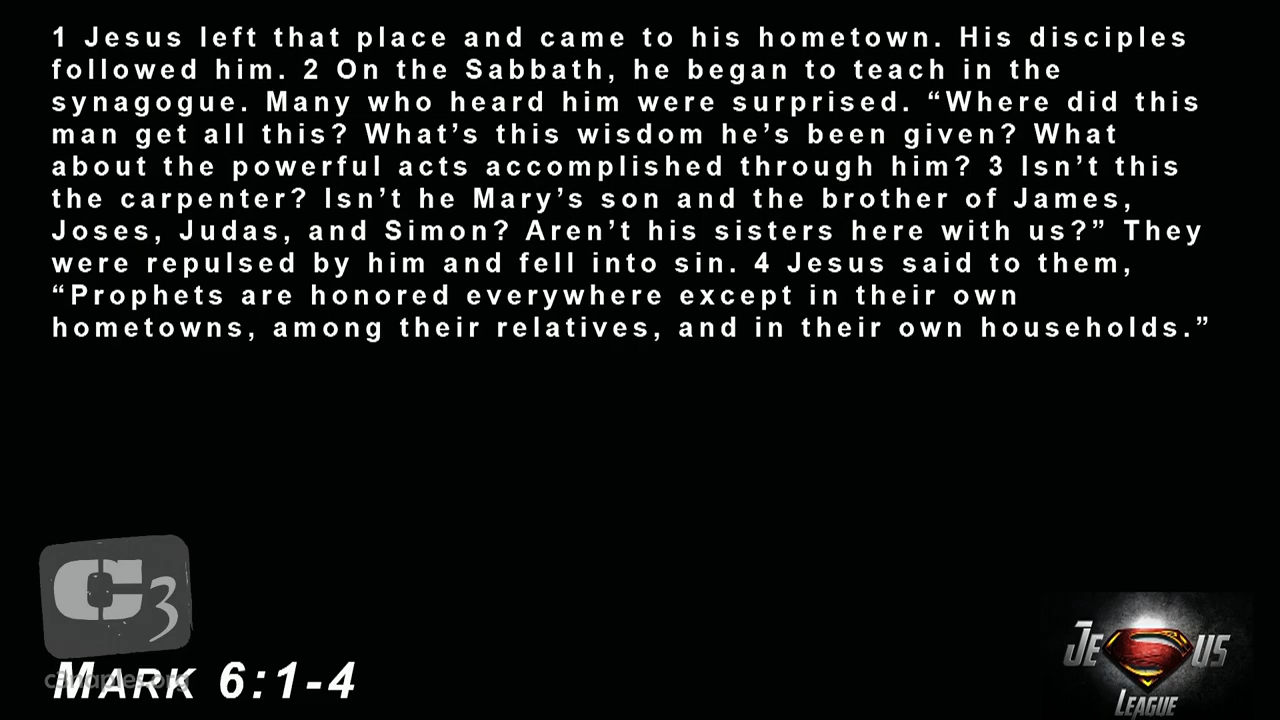 1 Jesus left that place and came to his hometown. His disciples
followed him. 2 On the Sabbath, he began to teach in the
synagogue. Many who heard him were surprised. “Where did this
man get all this? What’s this wisdom he’s been given? What
about the powerful acts accomplished through him? 3 Isn’t this
the carpenter? Isn’t he Mary’s son and the brother of James,
Joses, Judas, and Simon? Aren’t his sisters here with us?” They
were repulsed by him and fell into sin. 4 Jesus said to them,
“Prophets are honored everywhere except in their own
hometowns, among their relatives, and in their own households.”
C3
MARK 6:1-4
JESUS
LEAGUE